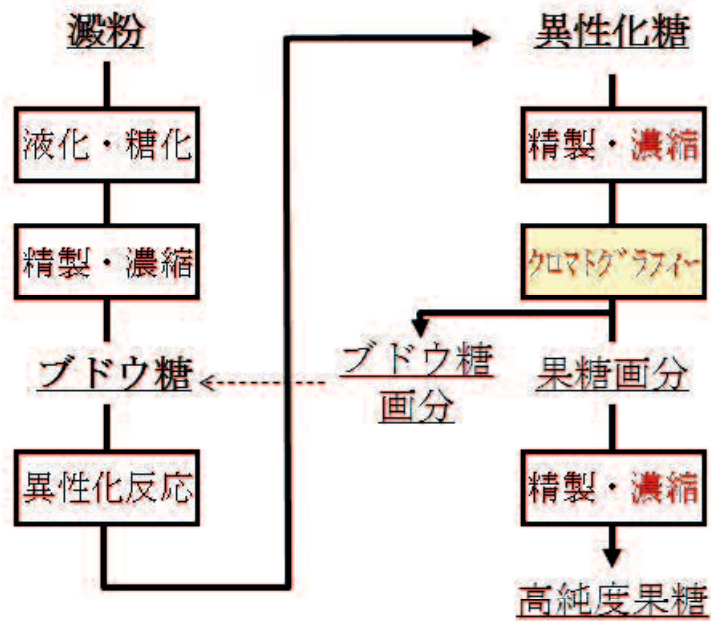 澱粉
液化・糖化
精製・濃縮
ブドウ糖
異性化反応
異性化糖
精製・濃縮
クロマトグラフィー
ブドウ糖
画分
果糖画分
精製・濃縮
高純度果糖